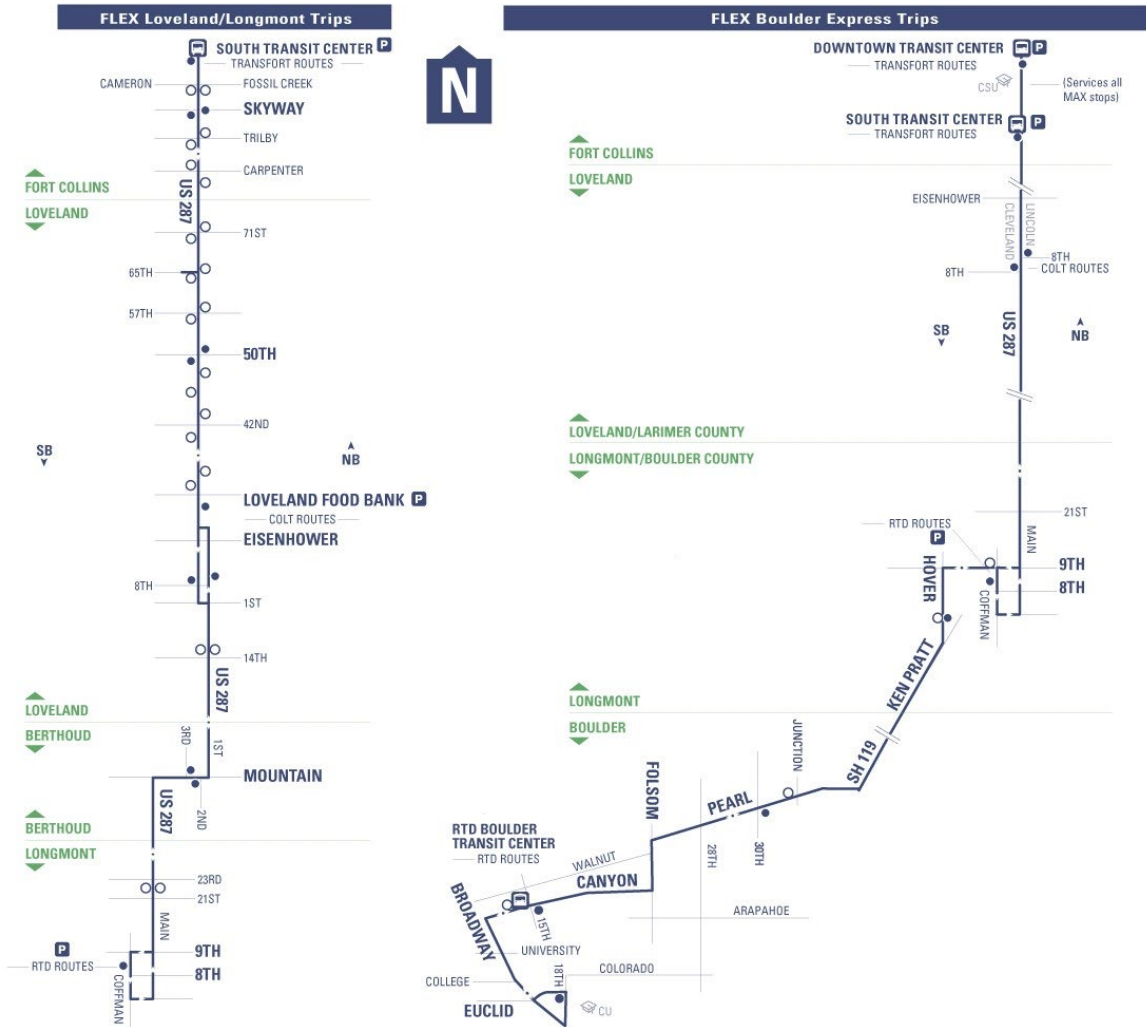 FLEX Loveland/Longmont Trips
SOUTH TRANSIT CENTER P
TRANSFORT ROUTES
CAMERON
FOSSIL CREEK
SKYWAY
TRILBY
CARPENTER
US 287
FORT COLLINS
LOVELAND
71ST
65TH
57TH
50TH
42ND
SB
NB
LOVELAND FOOD BANK P
COLT ROUTES
EISENHOWER
8TH
1ST
14TH
US 287
LOVELAND
BERTHOUD
3RD
1ST
MOUNTAIN
US 287
2ND
BERTHOUD
LONGMONT
23RD
21ST
MAIN
P
9TH
RTD ROUTES
8TH
COFFMAN
N
FLEX Boulder Express Trips
DOWNTOWN TRANSIT CENTER P
TRANSFORT ROUTES
CSU
(Services all
MAX stops)
SOUTH TRANSIT CENTER P
TRANSFORT ROUTES
FORT COLLINS
LOVELAND
EISENHOWER
CLEVELAND
LINCOLN
8TH
8TH
COLT ROUTES
US 287
SB
NB
LOVELAND/LARIMER COUNTY
LONGMONT/BOULDER COUNTY
21ST
RTD ROUTES
P
MAIN
HOVER
9TH
8TH
COFFMAN
KEN PRATT
LONGMONT
BOULDER
JUNCTION
SH 119
FOLSOM
PEARL
28TH
30TH
RTD BOULDER
TRANSIT CENTER
RTD ROUTES
WALNUT
CANYON
BROADWAY
15TH
ARAPAHOE
UNIVERSITY
18TH
COLORADO
COLLEGE
EUCLID
CU